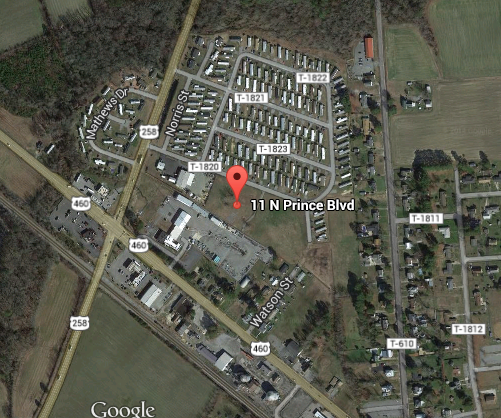 T-1822
Mathews Dr
Norris St
T-1821
258
T-1823
T-1820
460
11 N Prince Blvd
T-1811
460
Watson St
258
460
T-610
T-1812
Google